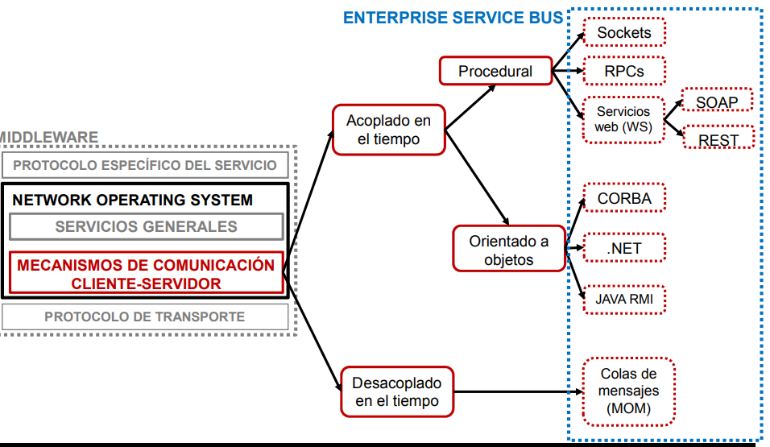 ENTERPRISE SERVICE BUS
Sockets
Procedural
RPCs
Servicios
web (WS)
SOAP
REST
Acoplado en
el tiempo
MIDDLEWARE
PROTOCOLO ESPECÍFICO DEL SERVICIO
NETWORK OPERATING SYSTEM
SERVICIOS GENERALES
MECANISMOS DE COMUNICACIÓN
CLIENTE-SERVIDOR
PROTOCOLO DE TRANSPORTE
Orientado a
objetos
CORBA
.NET
JAVA RMI
Desacoplado
en el tiempo
Colas de
mensajes
(MOM)